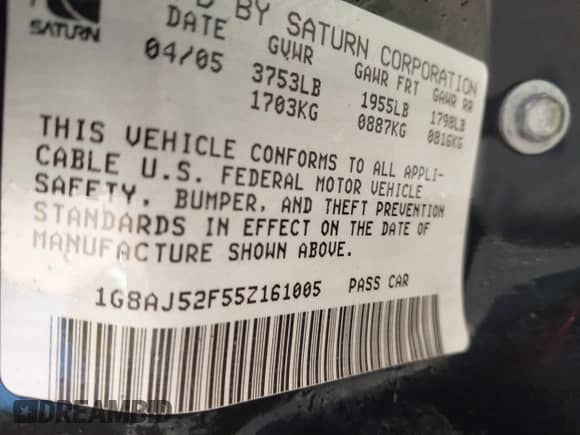 D BY SATURN CORPORATION
SATURN
DATE GVWR GAWR FRT GAWR RR
04/05 3753LB 1955LB 1798LB
1703KG 0887KG 0816KG
THIS VEHICLE CONFORMS TO ALL APPLI-
CABLE U.S. FEDERAL MOTOR VEHICLE
SAFETY, BUMPER, AND THEFT PREVENTION
STANDARDS IN EFFECT ON THE DATE OF
MANUFACTURE SHOWN ABOVE.
1G8AJ52F55Z161005 PASS CAR
DREAMBID